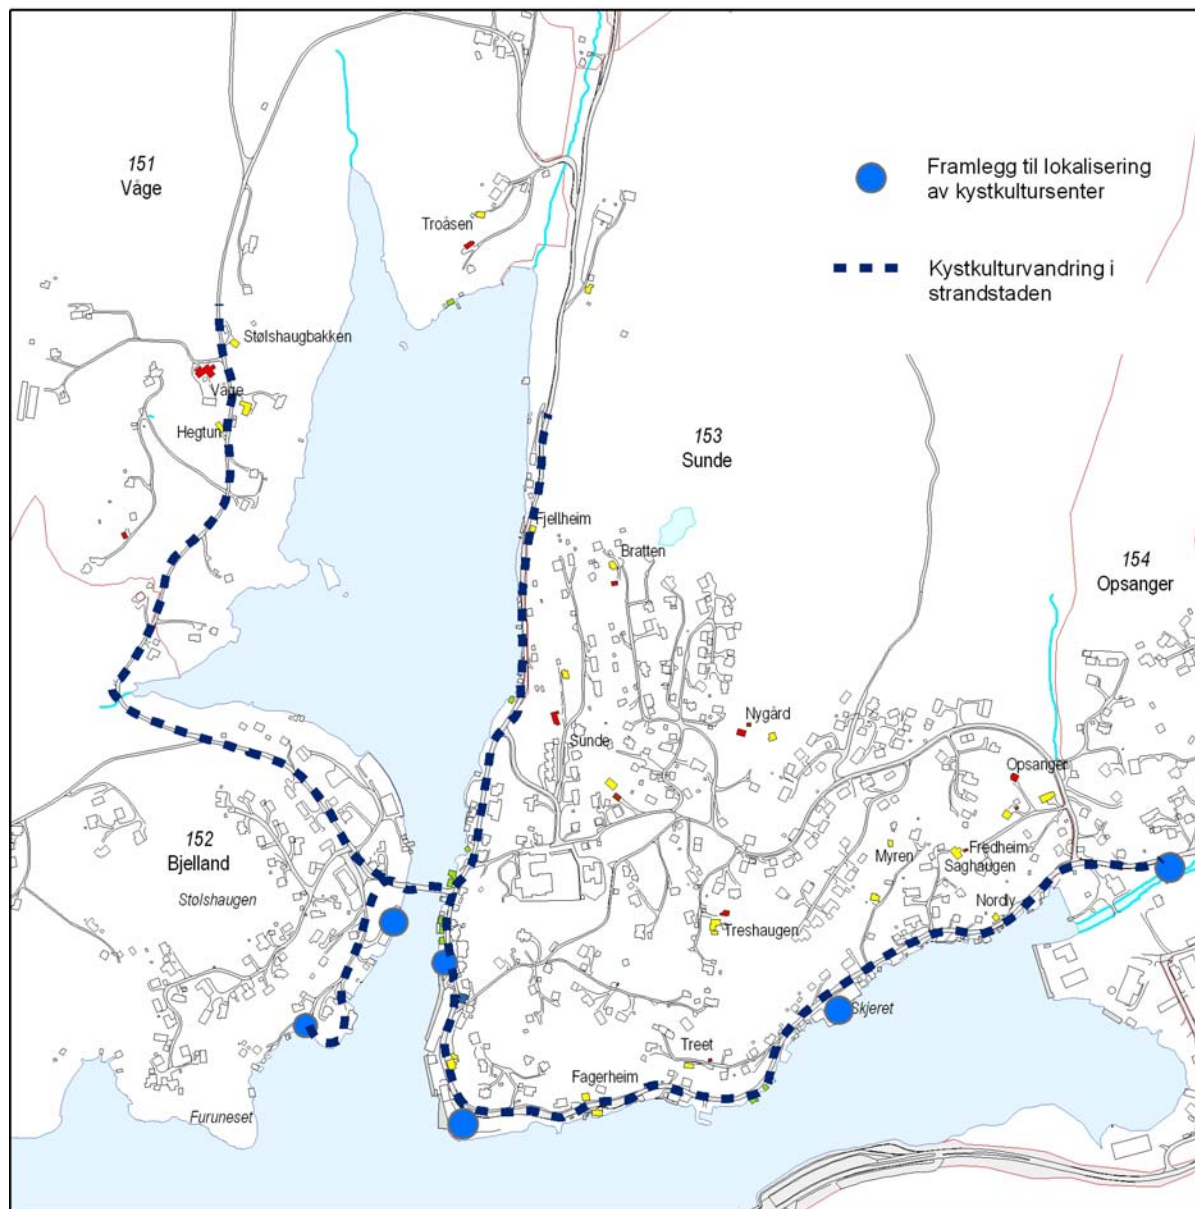 151
Våge
Framlegg til lokalisering
av kystkultursenter
Troåsen
Kystkulturvandring i
strandstaden
Stølshaugbakken
Våge
Hegtun
153
Sunde
Fjellheim
Bratten
154
Opsanger
Nygård
Sunde
Opsanger
152
Bjelland
Stølshaugen
Myren
Fredheim
Saghaugen
Nordly
Treshaugen
Skjeret
Treet
Fagerheim
Furuneset